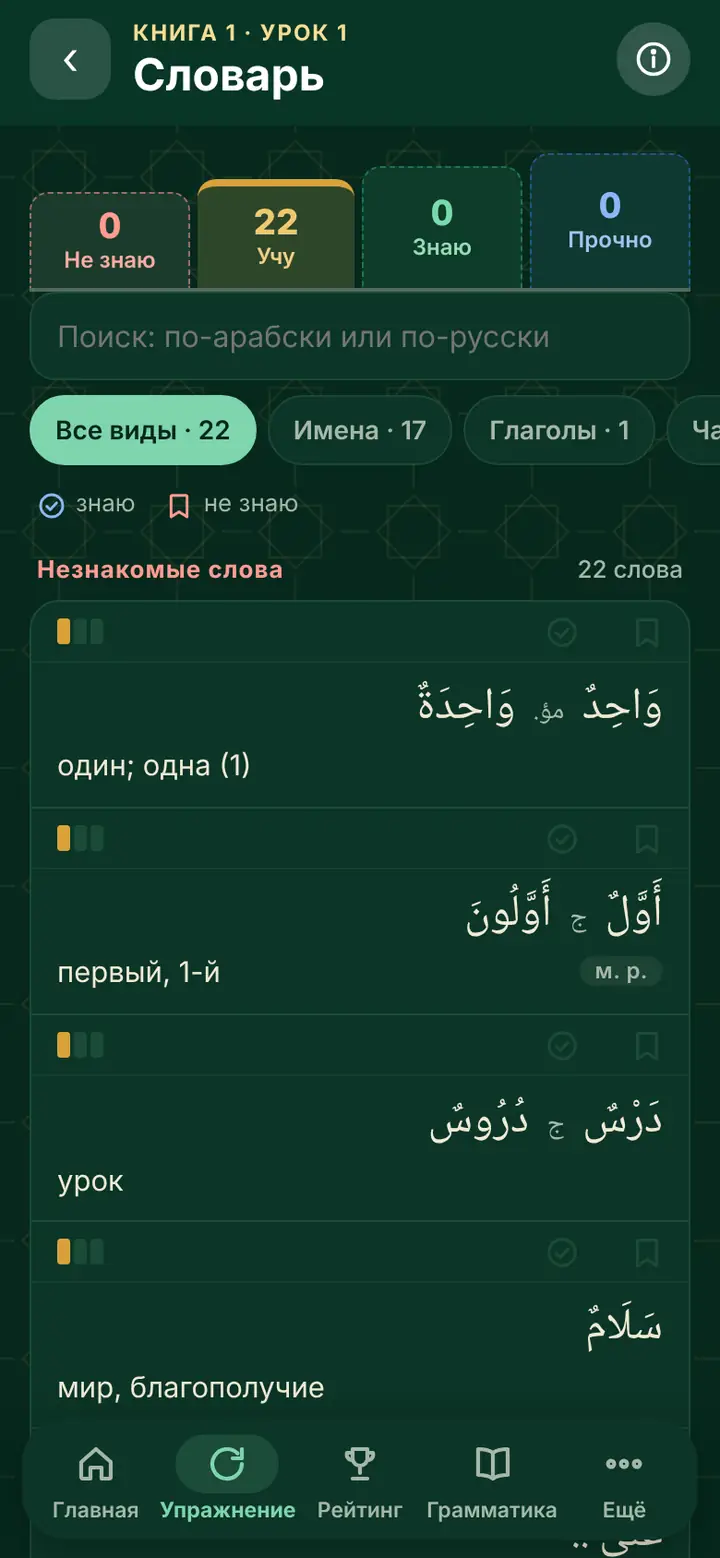 КНИГА 1 · УРОК 1
Словарь
0
Не знаю
22
Учу
0
Знаю
0
Прочно
Поиск: по-арабски или по-русски
Все виды · 22
Имена · 17
Глаголы · 1
знаю
не знаю
Незнакомые слова
22 слова
وَاحِدٌ مؤ. وَاحِدَةٌ
один; одна (1)
أَوَّلٌ ج أَوَّلُونَ
первый, 1-й
м. р.
دَرْسٌ ج دُرُوسٌ
урок
سَلَامٌ
мир, благополучие
Главная
Упражнение
Рейтинг
Грамматика
Ещё